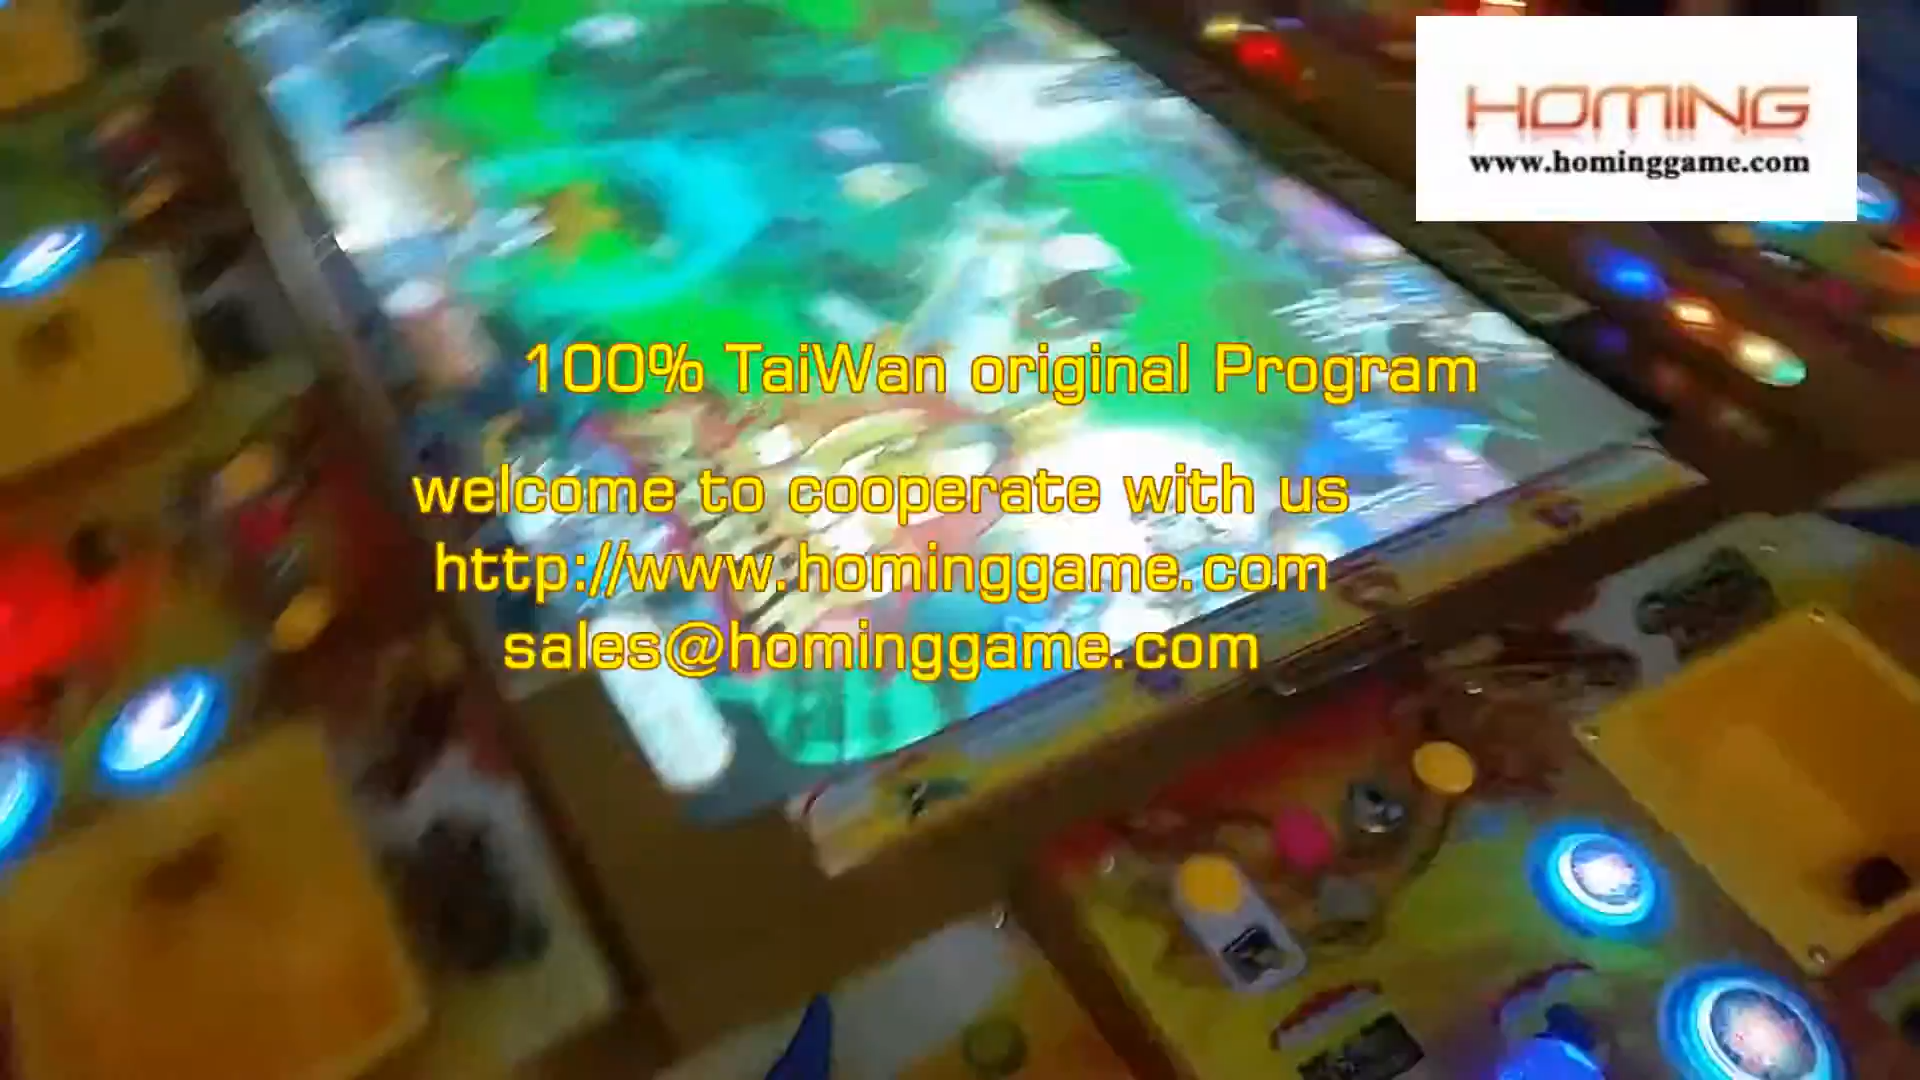 HOMING
www.hominggame.com
100% TaiWan original Program
welcome to cooperate with us
http://www.hominggame.com
sales@hominggame.com